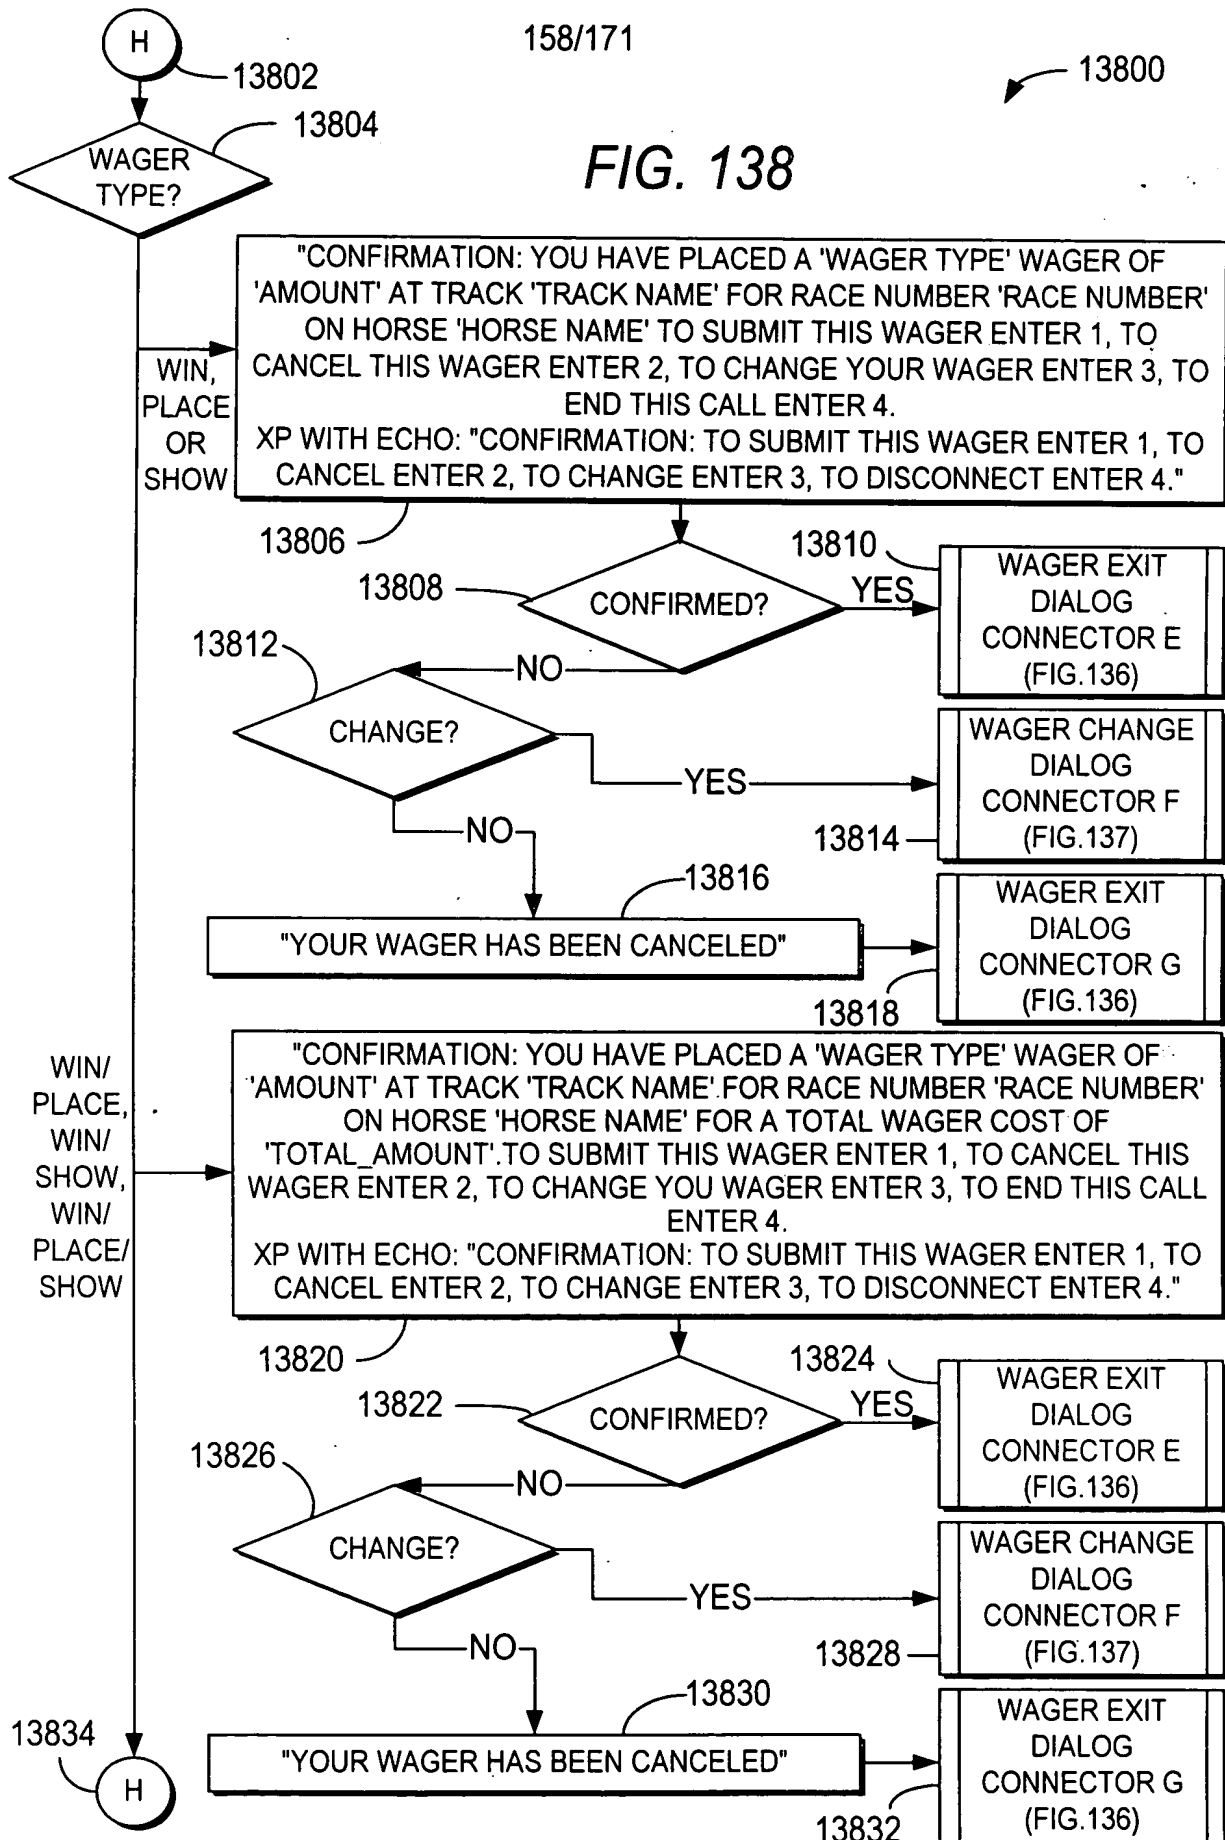 158/171
H
13802
13800
13804
WAGER
TYPE?
FIG. 138
"CONFIRMATION: YOU HAVE PLACED A 'WAGER TYPE' WAGER OF
'AMOUNT' AT TRACK 'TRACK NAME' FOR RACE NUMBER 'RACE NUMBER'
ON HORSE 'HORSE NAME' TO SUBMIT THIS WAGER ENTER 1, TO
CANCEL THIS WAGER ENTER 2, TO CHANGE YOUR WAGER ENTER 3, TO
END THIS CALL ENTER 4.
XP WITH ECHO: "CONFIRMATION: TO SUBMIT THIS WAGER ENTER 1, TO
CANCEL ENTER 2, TO CHANGE ENTER 3, TO DISCONNECT ENTER 4."
WIN,
PLACE
OR
SHOW
13806
13808
CONFIRMED?
YES
13810
WAGER EXIT
DIALOG
CONNECTOR E
(FIG.136)
NO
13812
CHANGE?
YES
WAGER CHANGE
DIALOG
CONNECTOR F
(FIG.137)
13814
NO
13816
"YOUR WAGER HAS BEEN CANCELED"
WAGER EXIT
DIALOG
CONNECTOR G
(FIG.136)
13818
WIN/
PLACE,
WIN/
SHOW,
WIN/
PLACE/
SHOW
"CONFIRMATION: YOU HAVE PLACED A 'WAGER TYPE' WAGER OF
'AMOUNT' AT TRACK 'TRACK NAME' FOR RACE NUMBER 'RACE NUMBER'
ON HORSE 'HORSE NAME' FOR A TOTAL WAGER COST OF
'TOTAL_AMOUNT'.TO SUBMIT THIS WAGER ENTER 1, TO CANCEL THIS
WAGER ENTER 2, TO CHANGE YOU WAGER ENTER 3, TO END THIS CALL
ENTER 4.
XP WITH ECHO: "CONFIRMATION: TO SUBMIT THIS WAGER ENTER 1, TO
CANCEL ENTER 2, TO CHANGE ENTER 3, TO DISCONNECT ENTER 4."
13820
13822
CONFIRMED?
YES
13824
WAGER EXIT
DIALOG
CONNECTOR E
(FIG.136)
NO
13826
CHANGE?
YES
WAGER CHANGE
DIALOG
CONNECTOR F
(FIG.137)
13828
NO
13830
"YOUR WAGER HAS BEEN CANCELED"
WAGER EXIT
DIALOG
CONNECTOR G
(FIG.136)
13832
13834
H